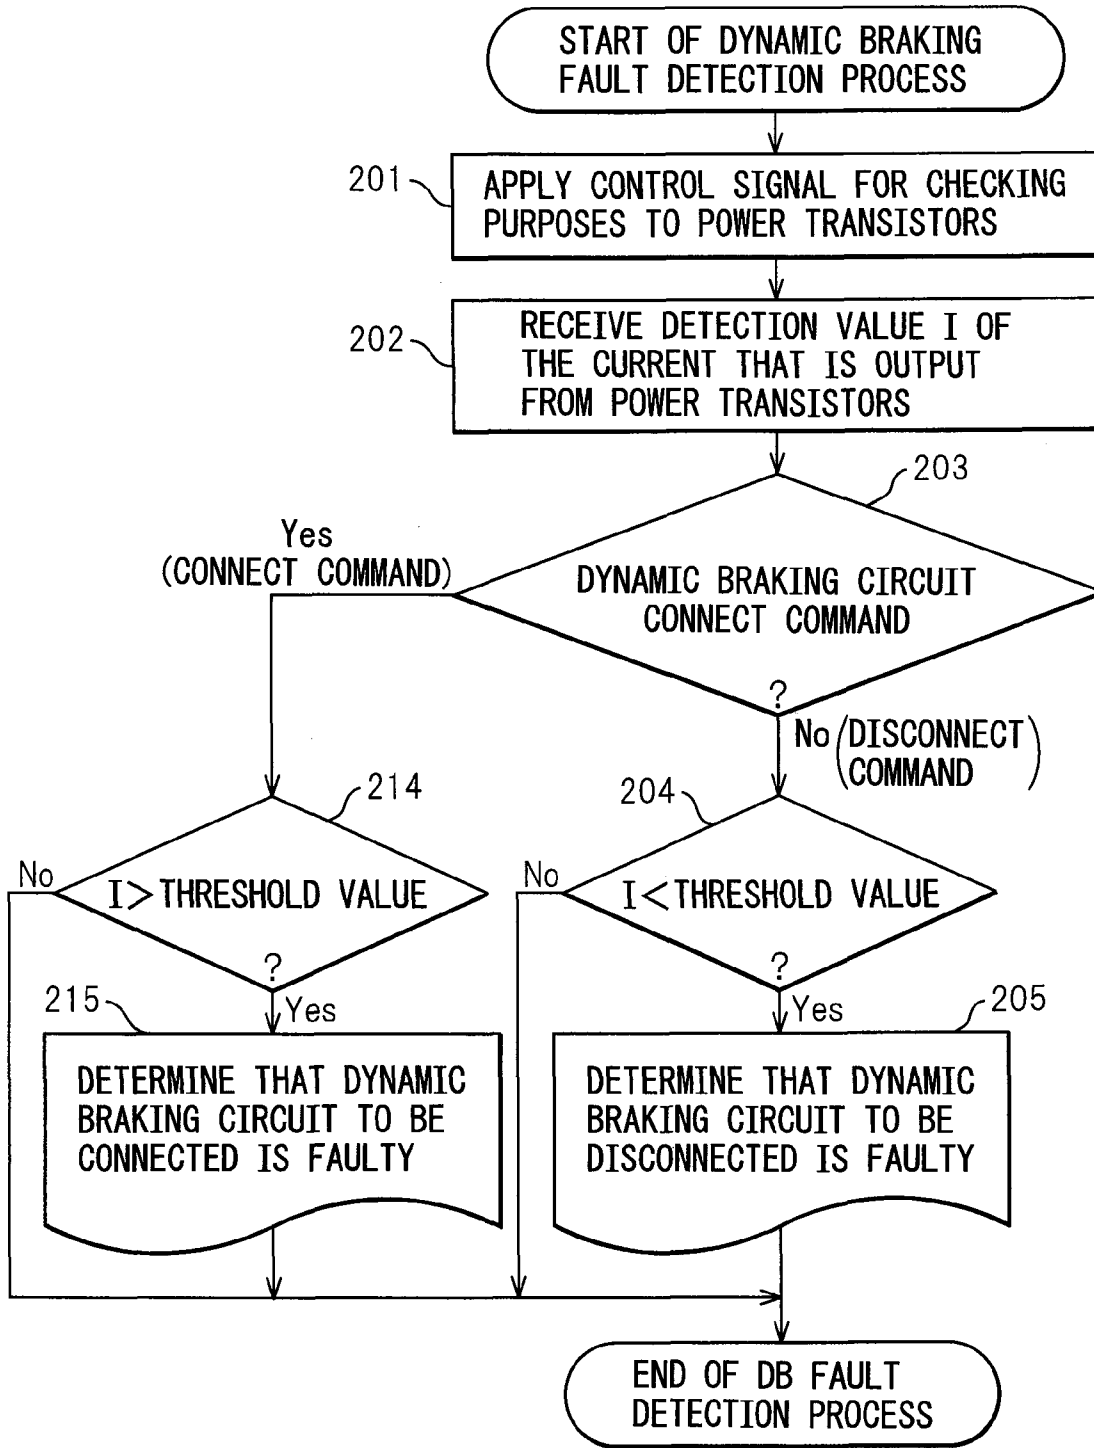 START OF DYNAMIC BRAKING
FAULT DETECTION PROCESS
201
APPLY CONTROL SIGNAL FOR CHECKING
PURPOSES TO POWER TRANSISTORS
202
RECEIVE DETECTION VALUE I OF
THE CURRENT THAT IS OUTPUT
FROM POWER TRANSISTORS
203
Yes
(CONNECT COMMAND)
DYNAMIC BRAKING CIRCUIT
CONNECT COMMAND
?
No (DISCONNECT
COMMAND)
214
No
I>THRESHOLD VALUE
?
Yes
204
No
I<THRESHOLD VALUE
?
Yes
215
DETERMINE THAT DYNAMIC
BRAKING CIRCUIT TO BE
CONNECTED IS FAULTY
205
DETERMINE THAT DYNAMIC
BRAKING CIRCUIT TO BE
DISCONNECTED IS FAULTY
END OF DB FAULT
DETECTION PROCESS